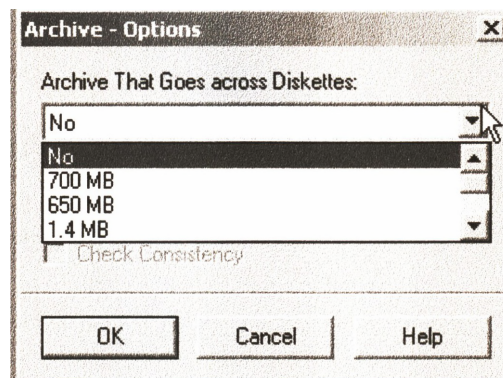 Archive - Options
Archive That Goes across Diskettes:
No
No
700 MB
650 MB
1.4 MB
Check Consistency
OK
Cancel
Help